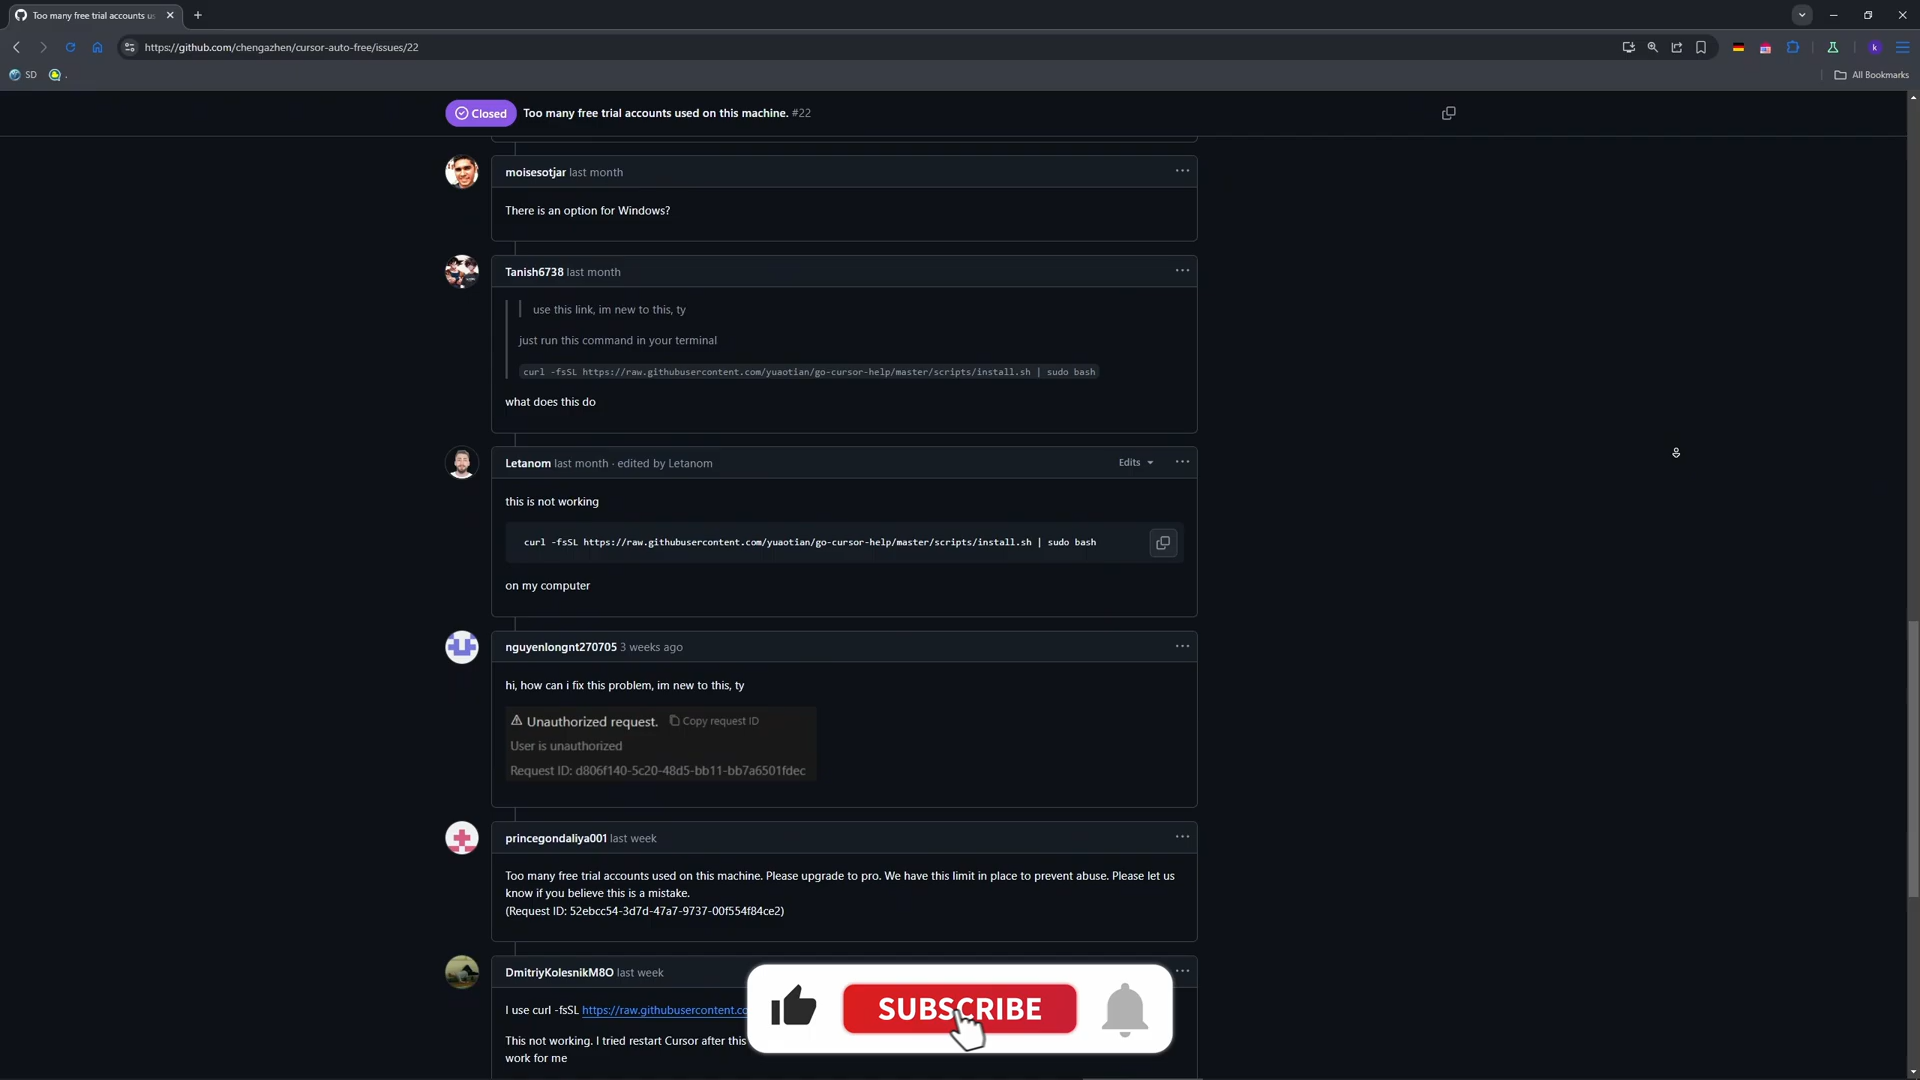 Too many free trial accounts us
https://github.com/chengazhen/cursor-auto-free/issues/22
k
SD
.
All Bookmarks
Closed
Too many free trial accounts used on this machine. #22
moisesotjar last month
There is an option for Windows?
Tanish6738 last month
use this link, im new to this, ty
just run this command in your terminal
curl -fsSL https://raw.githubusercontent.com/yuaotian/go-cursor-help/master/scripts/install.sh | sudo bash
what does this do
Letanom last month · edited by Letanom
Edits
this is not working
curl -fsSL https://raw.githubusercontent.com/yuaotian/go-cursor-help/master/scripts/install.sh | sudo bash
on my computer
nguyenlongnt270705 3 weeks ago
hi, how can i fix this problem, im new to this, ty
Unauthorized request. Copy request ID
User is unauthorized
Request ID: d806f140-5c20-48d5-bb11-bb7a6501fdec
princegondaliya001 last week
Too many free trial accounts used on this machine. Please upgrade to pro. We have this limit in place to prevent abuse. Please let us
know if you believe this is a mistake.
(Request ID: 52ebcc54-3d7d-47a7-9737-00f554f84ce2)
DmitriyKolesnikM8O last week
I use curl -fsSL https://raw.githubusercontent.co
This not working. I tried restart Cursor after this
work for me
SUBSCRIBE